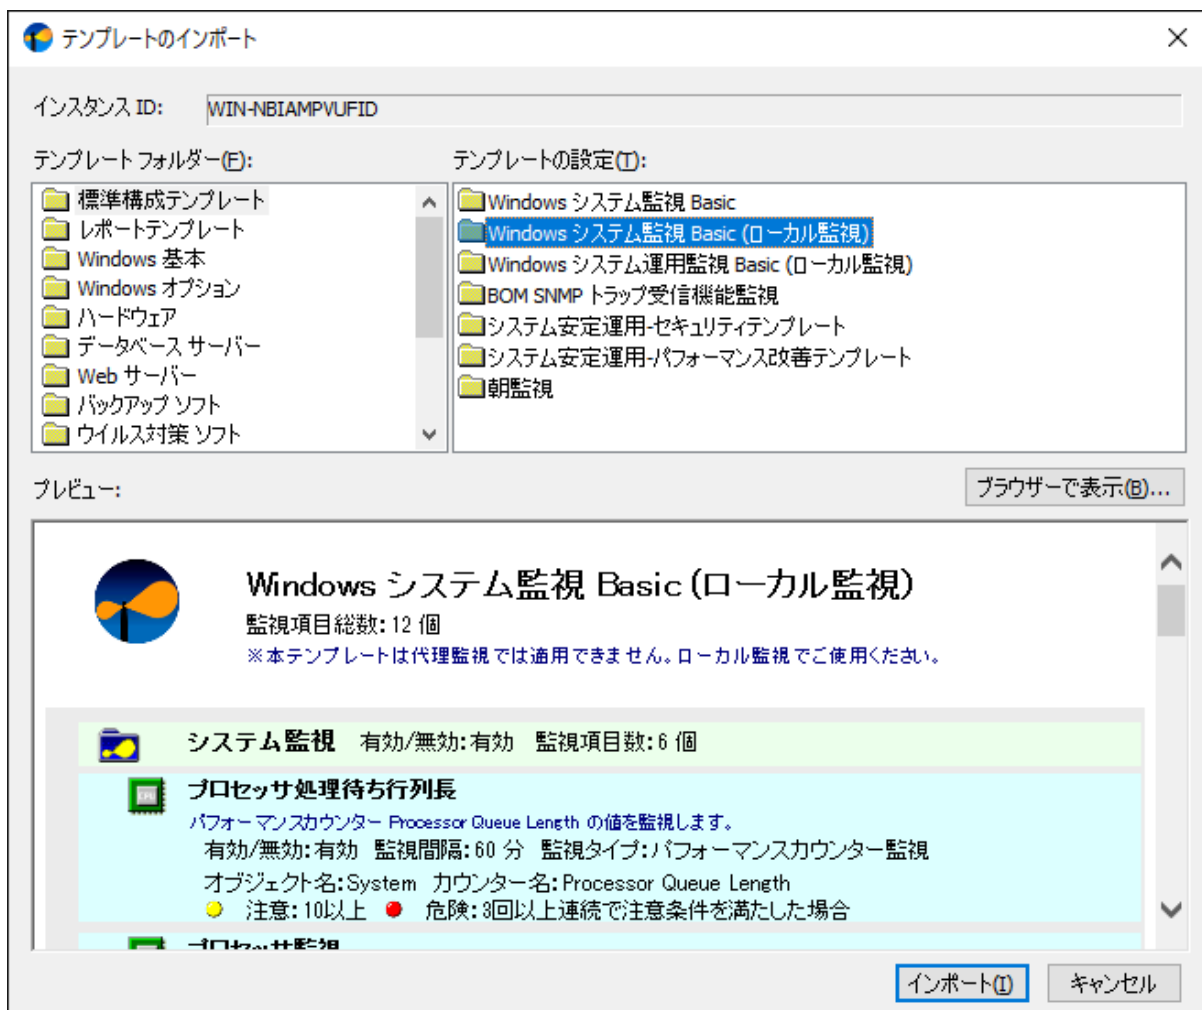 テンプレートのインポート
インスタンス ID: WIN-NBIAMPVUFID
テンプレート フォルダー(F):
標準構成テンプレート
レポートテンプレート
Windows 基本
Windows オプション
ハードウェア
データベース サーバー
Web サーバー
バックアップ ソフト
ウイルス対策 ソフト
テンプレートの設定(T):
Windows システム監視 Basic
Windows システム監視 Basic (ローカル監視)
Windows システム運用監視 Basic (ローカル監視)
BOM SNMP トラップ受信機能監視
システム安定運用-セキュリティテンプレート
システム安定運用-パフォーマンス改善テンプレート
朝監視
プレビュー:
ブラウザーで表示(B)...
Windows システム監視 Basic (ローカル監視)
監視項目総数: 12 個
※本テンプレートは代理監視では適用できません。ローカル監視でご使用ください。
システム監視 有効/無効: 有効 監視項目数: 6 個
CPU
プロセッサ処理待ち行列長
パフォーマンスカウンター Processor Queue Length の値を監視します。
有効/無効: 有効 監視間隔: 60 分 監視タイプ: パフォーマンスカウンター監視
オブジェクト名: System カウンター名: Processor Queue Length
注意: 10以上 危険: 3回以上連続で注意条件を満たした場合
プロセッサ監視
インポート(I)
キャンセル